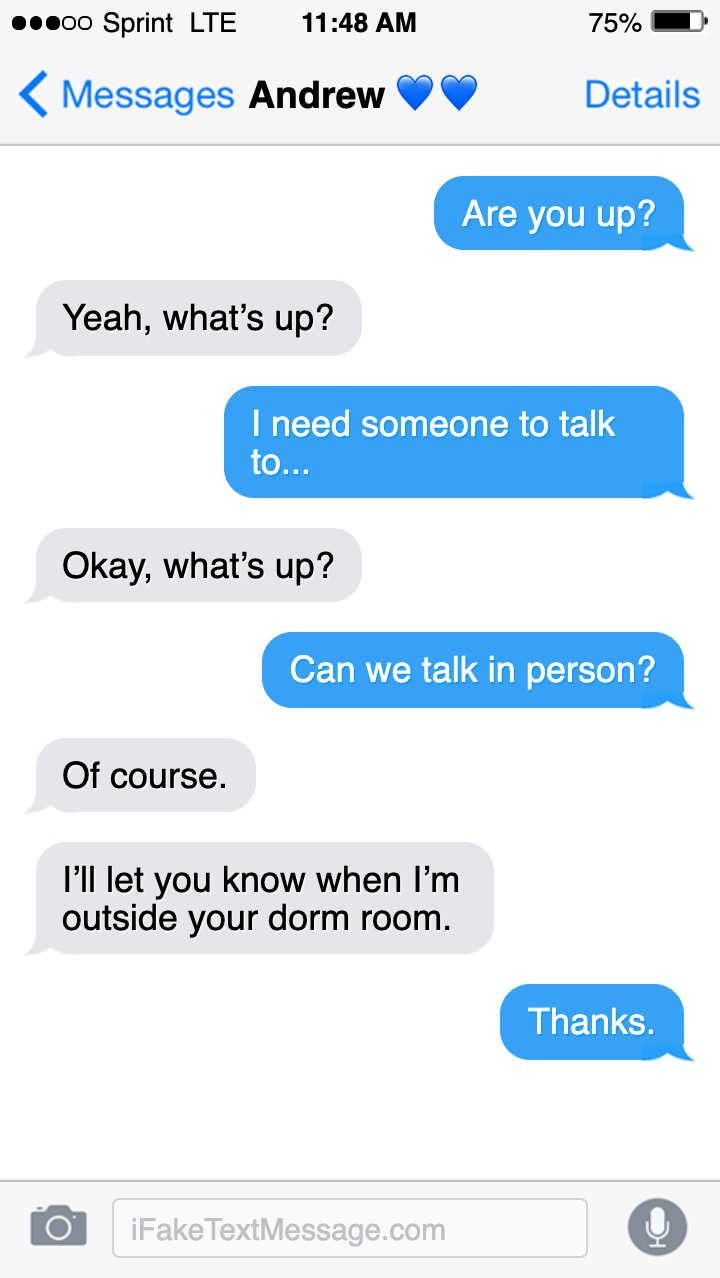 Sprint LTE 11:48 AM 75%
Messages Andrew 💙💙 Details
Are you up?
Yeah, what’s up?
I need someone to talk
to...
Okay, what’s up?
Can we talk in person?
Of course.
I’ll let you know when I’m
outside your dorm room.
Thanks.
iFakeTextMessage.com